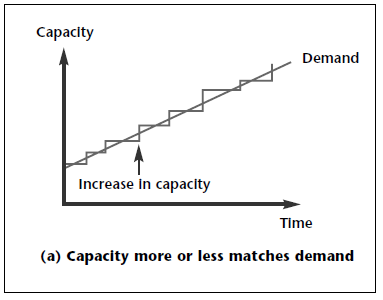 Capacity
Demand
Increase in capacity
Time
(a) Capacity more or less matches demand